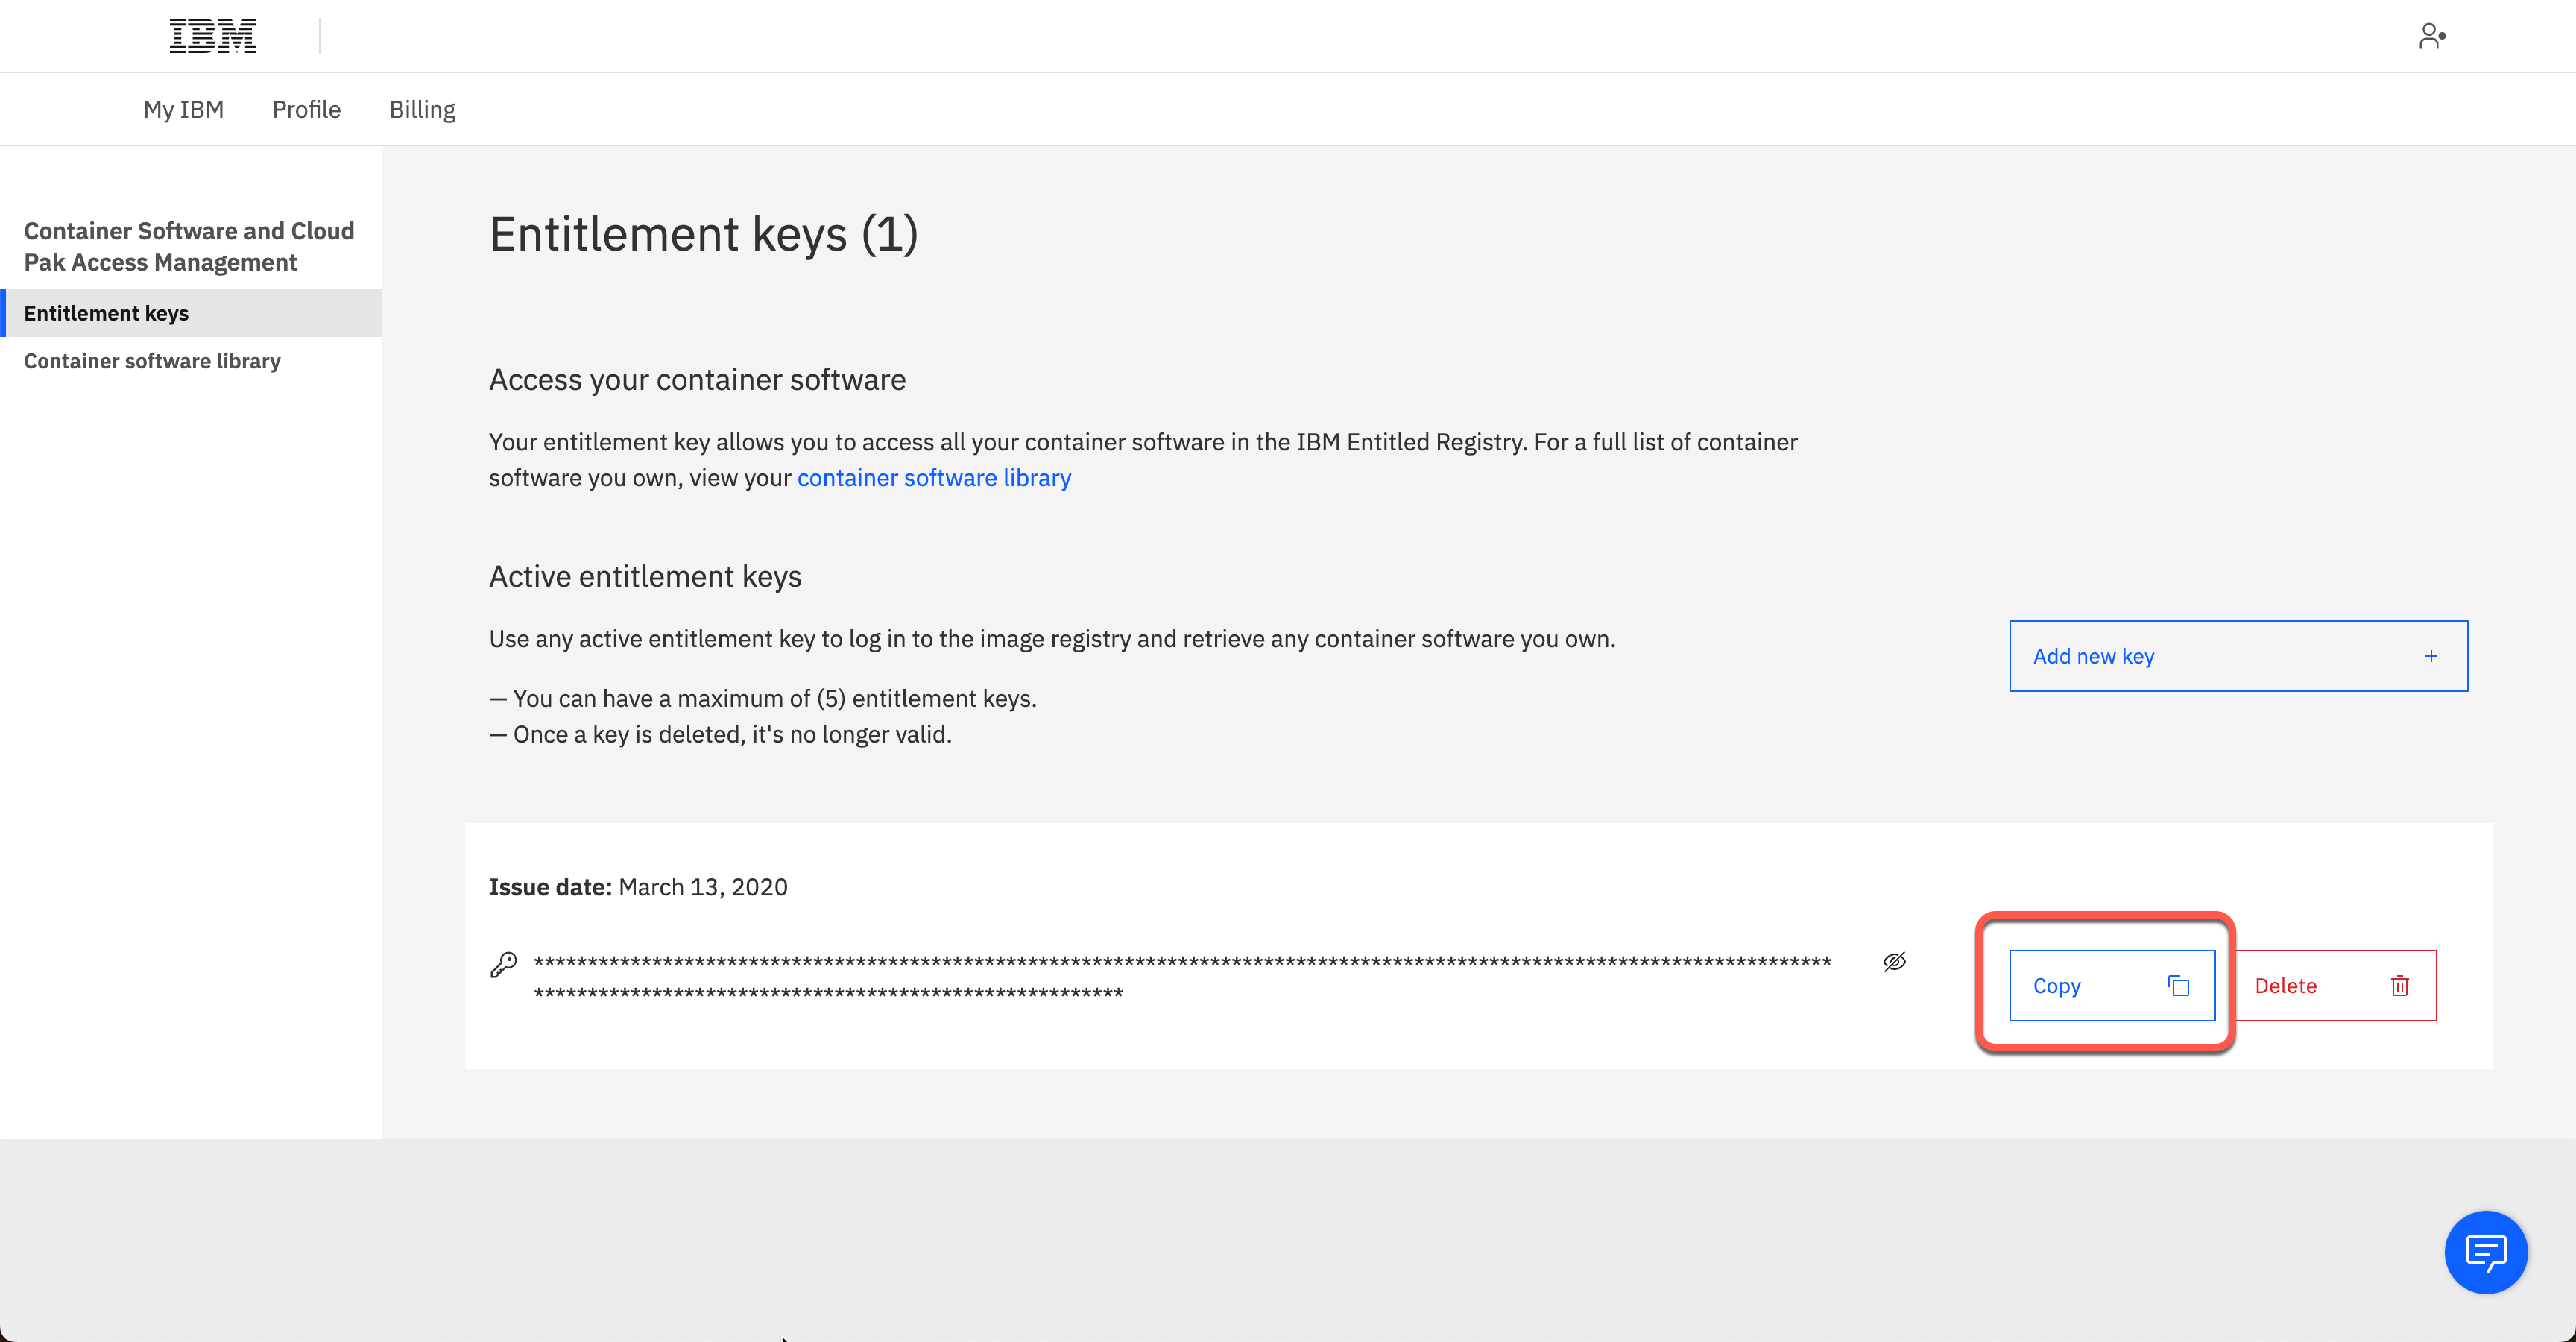 IBM
My IBM Profile Billing
Container Software and Cloud
Pak Access Management
Entitlement keys
Container software library
Entitlement keys (1)
Access your container software
Your entitlement key allows you to access all your container software in the IBM Entitled Registry. For a full list of container
software you own, view your container software library
Active entitlement keys
Use any active entitlement key to log in to the image registry and retrieve any container software you own.
— You can have a maximum of (5) entitlement keys.
— Once a key is deleted, it's no longer valid.
Add new key +
Issue date: March 13, 2020
*************************************************************************************************************************
*******************************************************
Copy
Delete